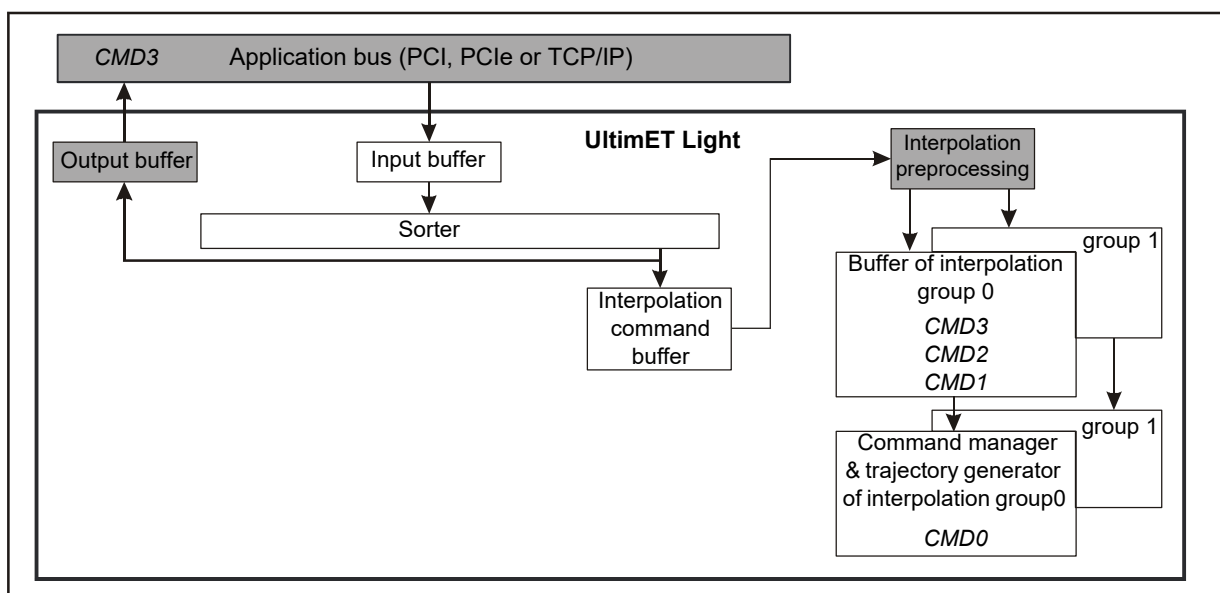 CMD3 Application bus (PCI, PCIe or TCP/IP)
UltimET Light
Output buffer
Input buffer
Interpolation
preprocessing
Sorter
group 1
Buffer of interpolation
group 0
CMD3
CMD2
CMD1
Interpolation
command
buffer
group 1
Command manager
& trajectory generator
of interpolation group0
CMD0